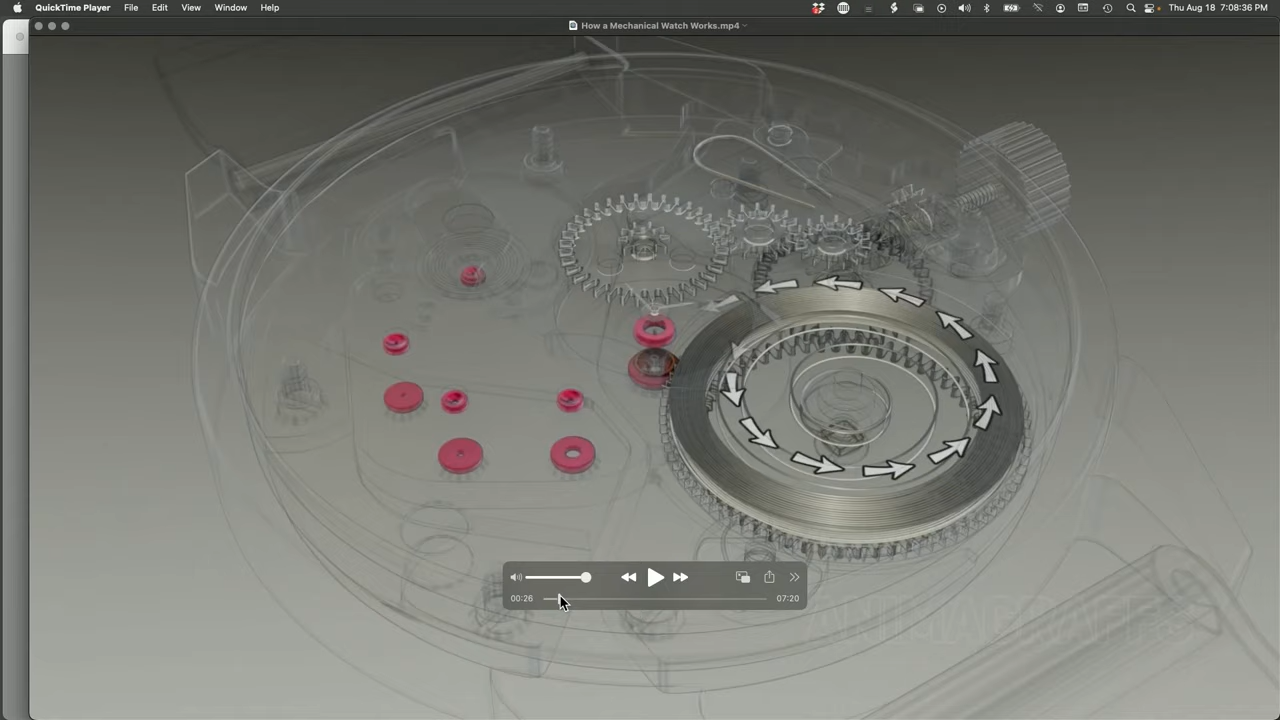 QuickTime Player File Edit View Window Help Thu Aug 18 7:08:36 PM
How a Mechanical Watch Works.mp4
00:26 07:20
ANIMAGRAFFS